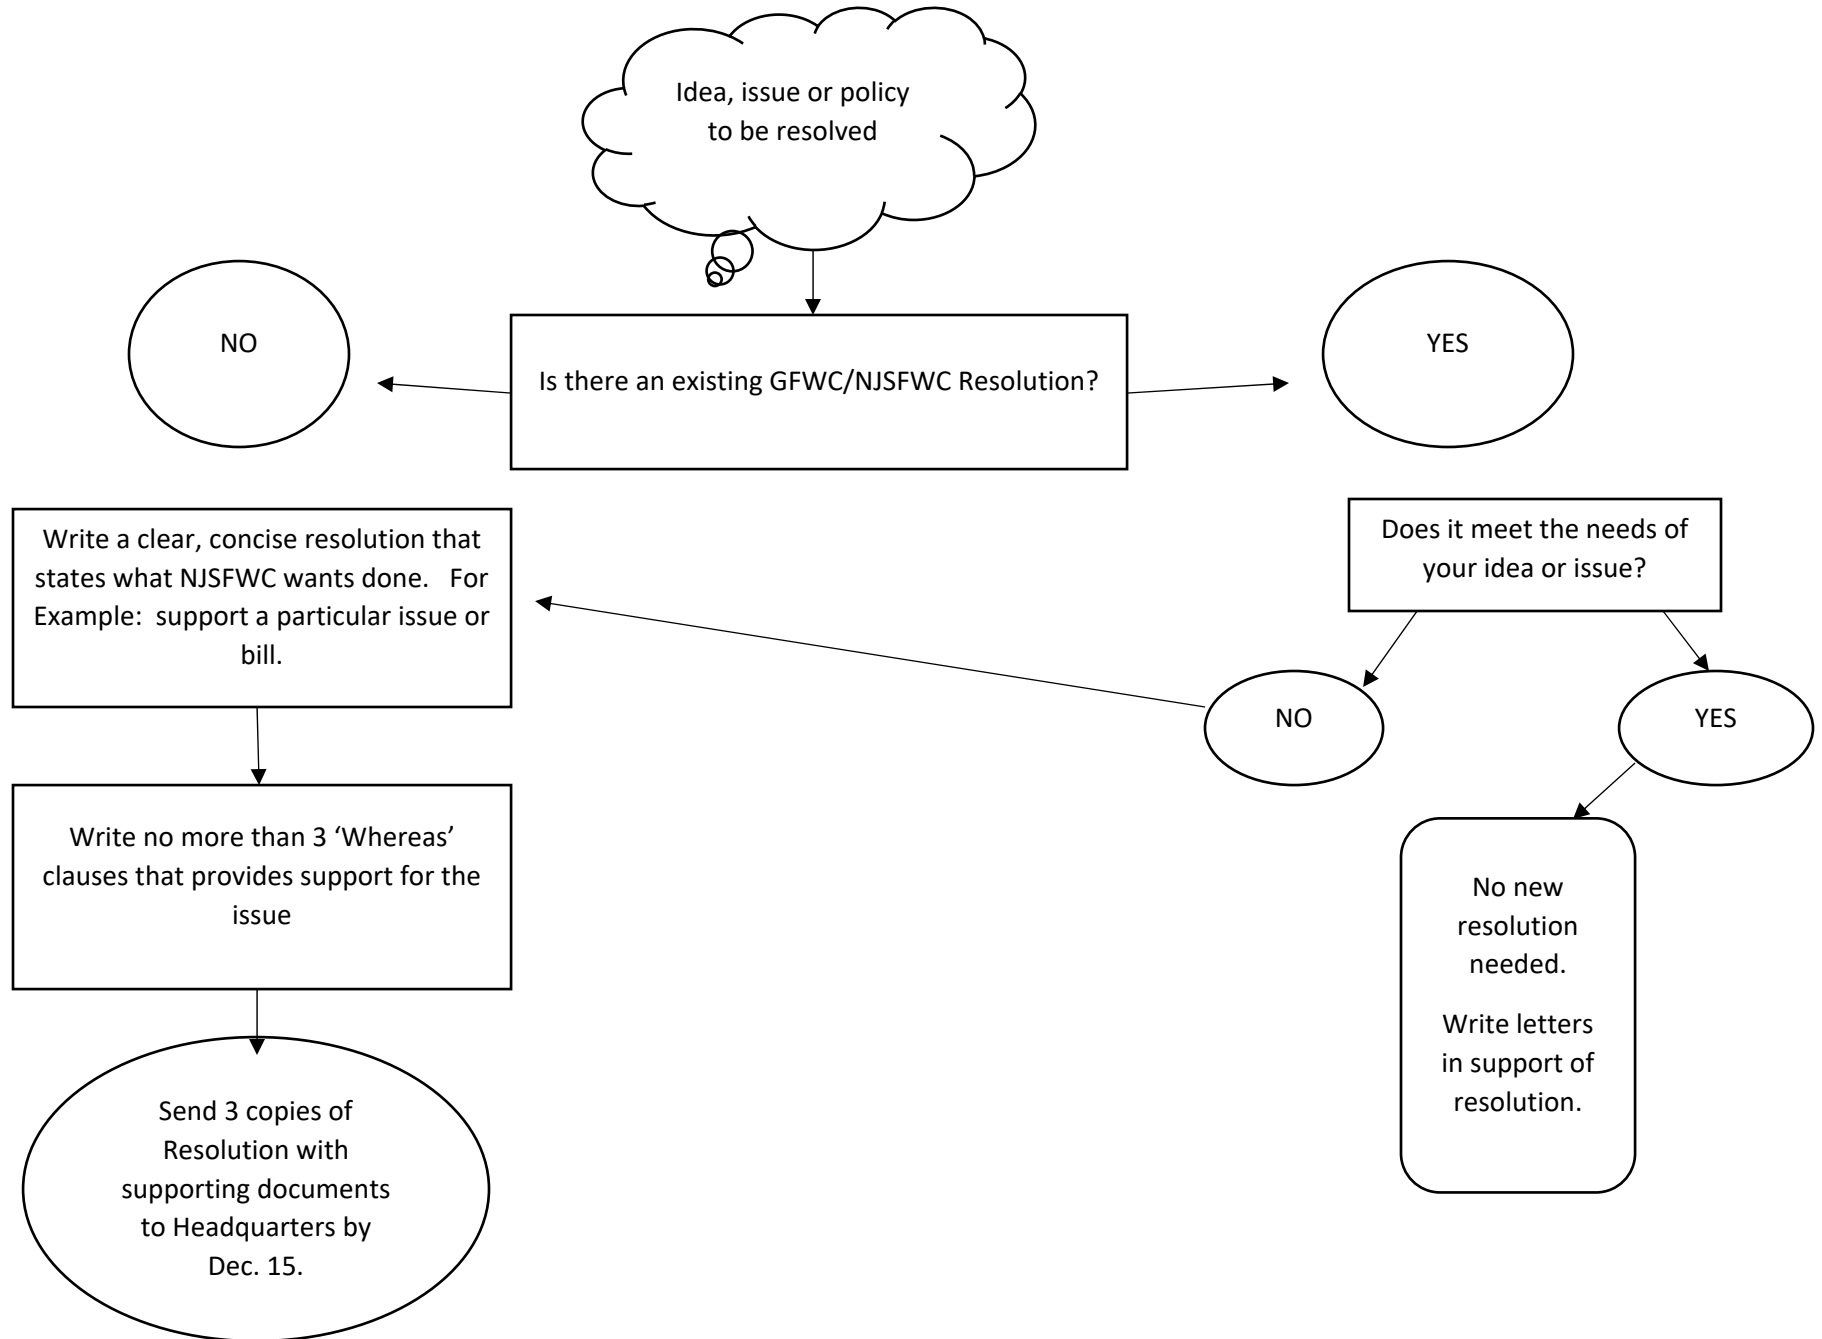 Idea, issue or policy
to be resolved
NO
Is there an existing GFWC/NJSFWC Resolution?
YES
Write a clear, concise resolution that
states what NJSFWC wants done.   For
Example:  support a particular issue or
bill.
Does it meet the needs of
your idea or issue?
NO
YES
Write no more than 3 ‘Whereas’
clauses that provides support for the
issue
No new
resolution
needed.
Write letters
in support of
resolution.
Send 3 copies of
Resolution with
supporting documents
to Headquarters by
Dec. 15.